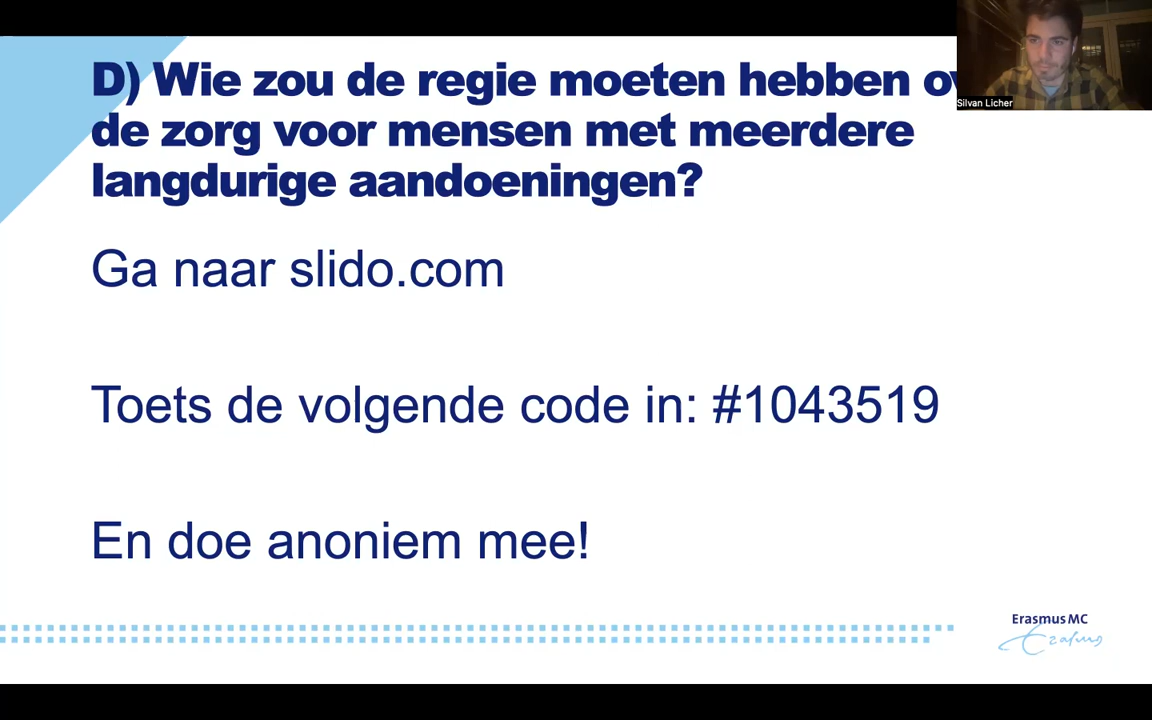 D) Wie zou de regie moeten hebben
de zorg voor mensen met meerdere
langdurige aandoeningen?
Ga naar slido.com
Toets de volgende code in: #1043519
En doe anoniem mee!
Silvan Licher
Erasmus MC
Erasmus